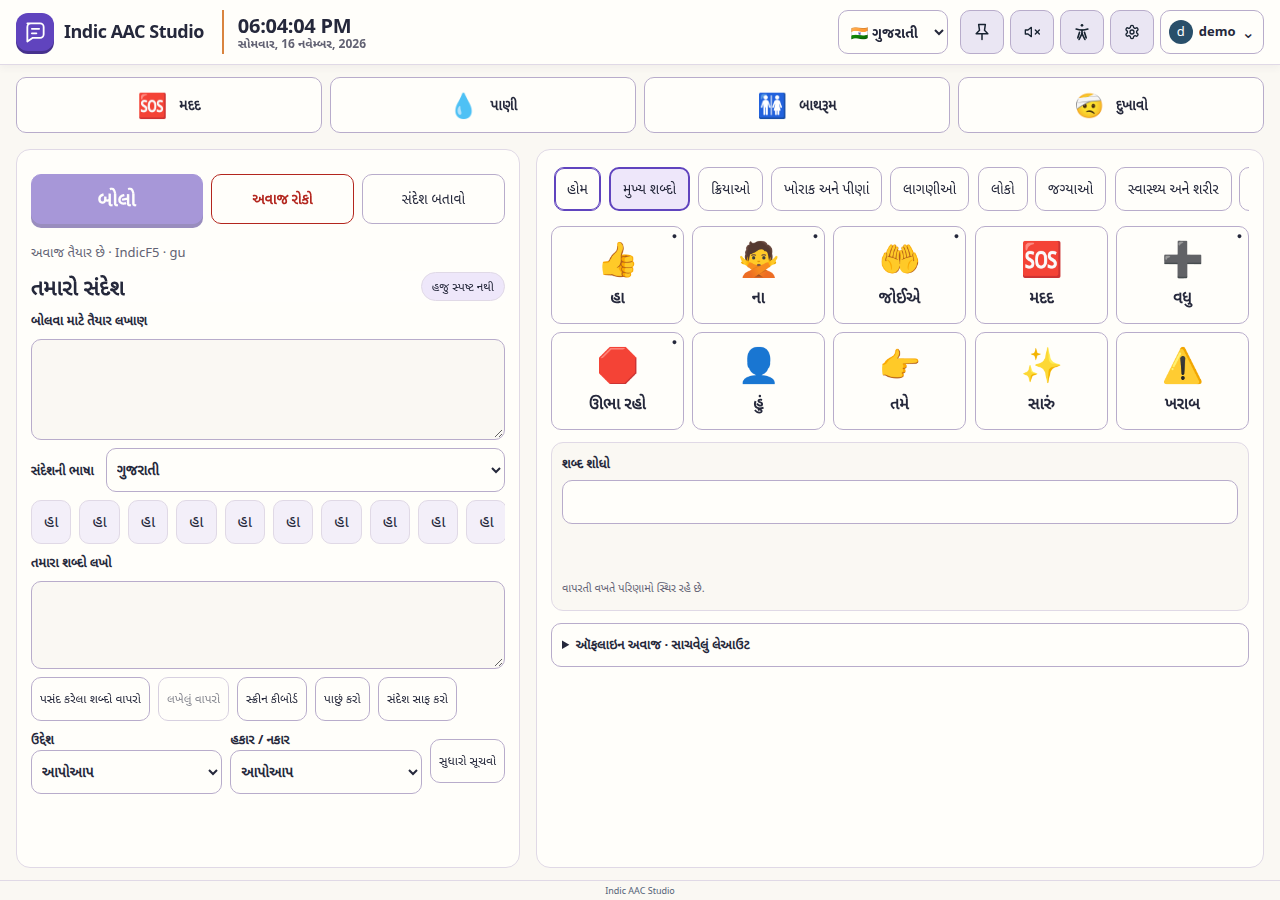 Indic AAC Studio
06:04:04 PM
સોમવાર, 16 નવેમ્બર, 2026
ગુજરાતી
d demo
SOS મદદ
પાણી
બાથરૂમ
દુખાવો
બોલો
અવાજ રોકો
સંદેશ બતાવો
અવાજ તૈયાર છે · IndicF5 · gu
તમારો સંદેશ
હજુ સ્પષ્ટ નથી
બોલવા માટે તૈયાર લખાણ
સંદેશની ભાષા
ગુજરાતી
હા હા હા હા હા હા હા હા હા હા
તમારા શબ્દો લખો
પસંદ કરેલા શબ્દો વાપરો
લખેલું વાપરો
સ્ક્રીન કીબોર્ડ
પાછું કરો
સંદેશ સાફ કરો
ઉદ્દેશ
આપોઆપ
હકાર / નકાર
આપોઆપ
સુધારો સૂચવો
હોમ
મુખ્ય શબ્દો
ક્રિયાઓ
ખોરાક અને પીણાં
લાગણીઓ
લોકો
જગ્યાઓ
સ્વાસ્થ્ય અને શરીર
હા
ના
જોઈએ
SOS
મદદ
વધુ
ઊભા રહો
હું
તમે
સારું
ખરાબ
શબ્દ શોધો
વાપરતી વખતે પરિણામો સ્થિર રહે છે.
ઑફલાઇન અવાજ · સાચવેલું લેઆઉટ
Indic AAC Studio